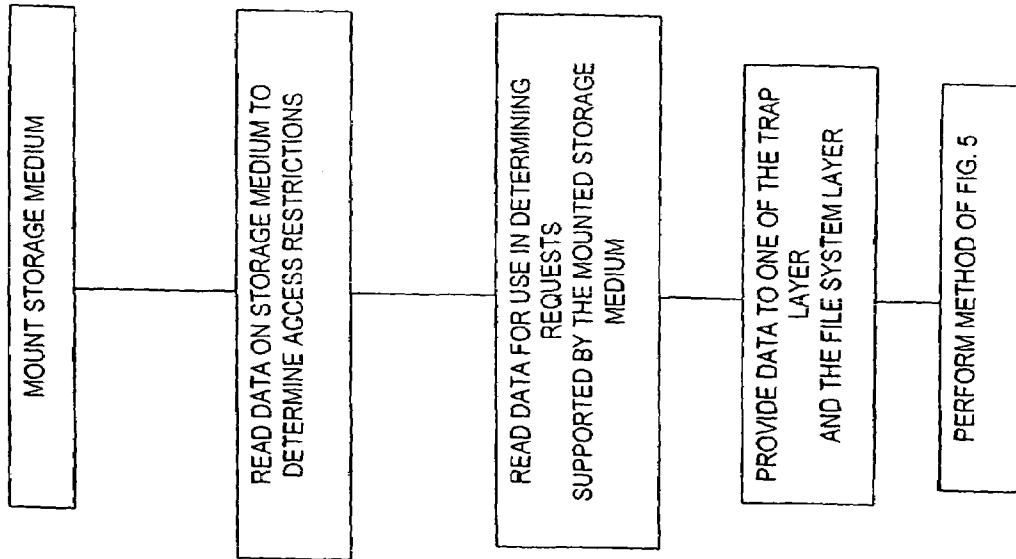 MOUNT STORAGE MEDIUM
READ DATA ON STORAGE MEDIUM TO
DETERMINE ACCESS RESTRICTIONS
READ DATA FOR USE IN DETERMINING
REQUESTS
SUPPORTED BY THE MOUNTED STORAGE
MEDIUM
PROVIDE DATA TO ONE OF THE TRAP
LAYER
AND THE FILE SYSTEM LAYER
PERFORM METHOD OF FIG. 5